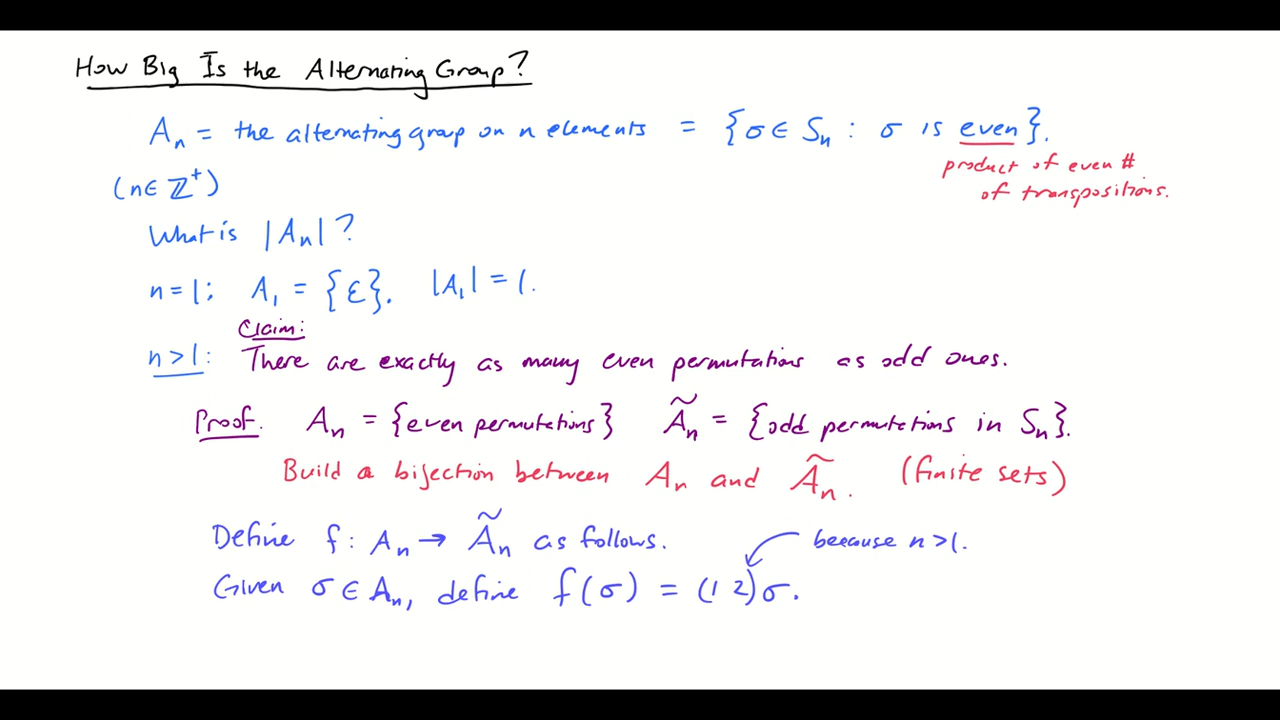 How Big Is the Alternating Group?
Aₙ = the alternating group on n elements = {σ ∈ Sₙ : σ is even}.
product of even #
of transpositions.
(n ∈ ℤ⁺)
What is |Aₙ| ?
n = 1: A₁ = {ε}. |A₁| = 1.
Claim:
n > 1: There are exactly as many even permutations as odd ones.
Proof. Aₙ = {even permutations} Ãₙ = {odd permutations in Sₙ}.
Build a bijection between Aₙ and Ãₙ. (finite sets)
Define f: Aₙ → Ãₙ as follows. because n > 1.
Given σ ∈ Aₙ, define f(σ) = (1 2)σ.